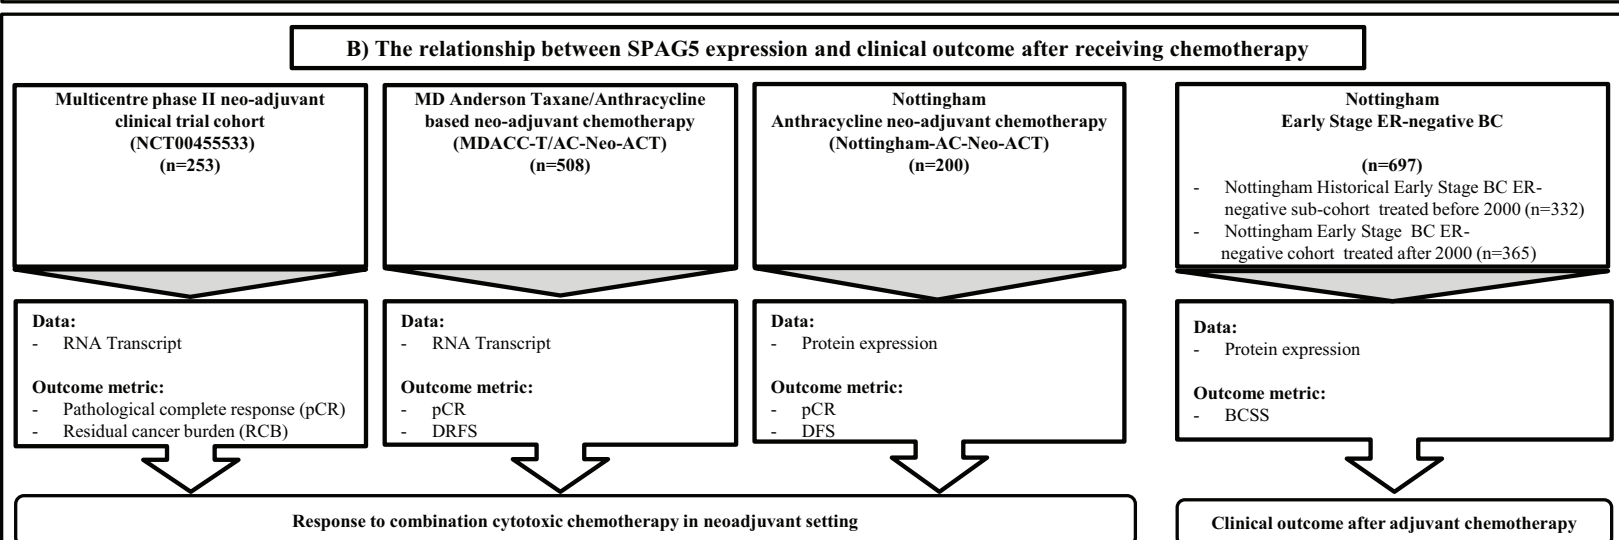 B) The relationship between SPAG5 expression and clinical outcome after receiving chemotherapy
Multicentre phase II neo-adjuvant
clinical trial cohort
(NCT00455533)
(n=253)
MD Anderson Taxane/Anthracycline
based neo-adjuvant chemotherapy
(MDACC-T/AC-Neo-ACT)
(n=508)
Nottingham
Anthracycline neo-adjuvant chemotherapy
(Nottingham-AC-Neo-ACT)
(n=200)
Nottingham
Early Stage ER-negative BC
(n=697)
- Nottingham Historical Early Stage BC ER-
negative sub-cohort treated before 2000 (n=332)
- Nottingham Early Stage BC ER-
negative cohort treated after 2000 (n=365)
Data:
- RNA Transcript
Outcome metric:
- Pathological complete response (pCR)
- Residual cancer burden (RCB)
Data:
- RNA Transcript
Outcome metric:
- pCR
- DRFS
Data:
- Protein expression
Outcome metric:
- pCR
- DFS
Data:
- Protein expression
Outcome metric:
- BCSS
Response to combination cytotoxic chemotherapy in neoadjuvant setting
Clinical outcome after adjuvant chemotherapy